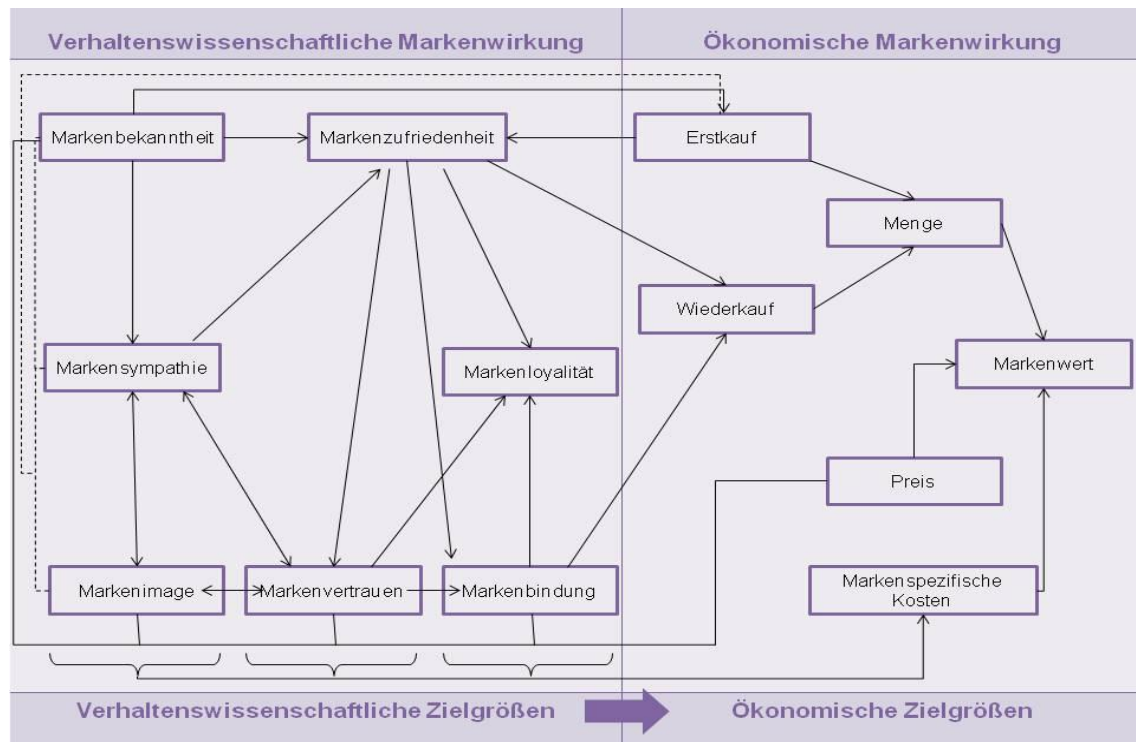 Verhaltenswissenschaftliche Markenwirkung
Ökonomische Markenwirkung
Markenbekanntheit
Markenzufriedenheit
Erstkauf
Menge
Wiederkauf
Markensympathie
Markenloyalität
Markenwert
Preis
Markenimage
Markenvertrauen
Markenbindung
Markenspezifische
Kosten
Verhaltenswissenschaftliche Zielgrößen
Ökonomische Zielgrößen